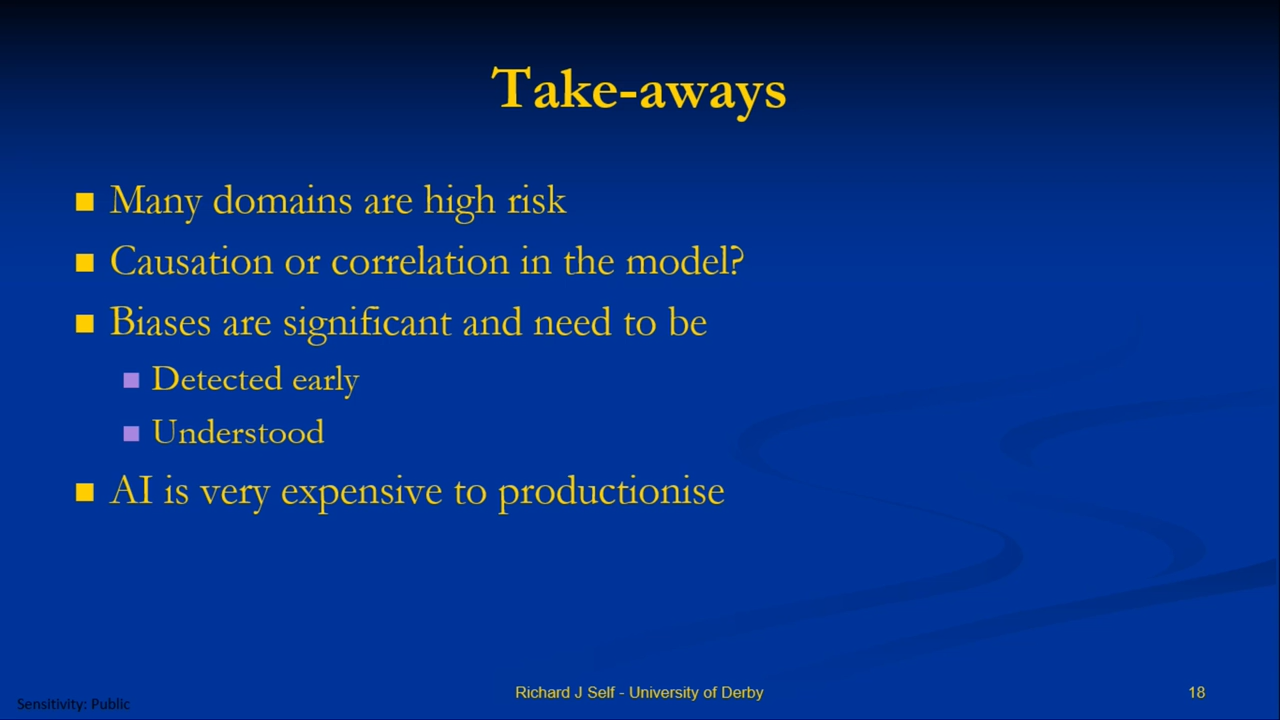 Take-aways
Many domains are high risk
Causation or correlation in the model?
Biases are significant and need to be
Detected early
Understood
AI is very expensive to productionise
Sensitivity: Public
Richard J Self - University of Derby
18